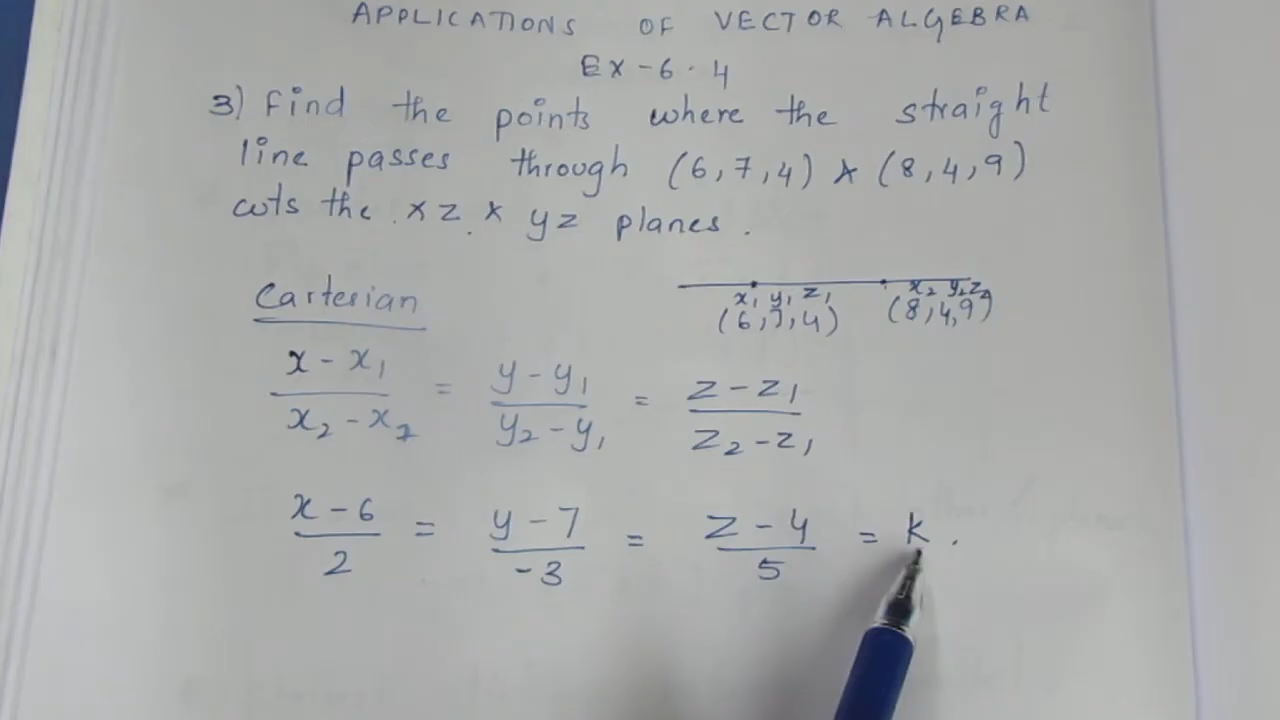 APPLICATIONS OF VECTOR ALGEBRA
EX-6.4
3) Find the points where the straight
line passes through (6,7,4) & (8,4,9)
cuts the xz & yz planes.
Cartesian
x₁ y₁ z₁ x₂ y₂ z₂
(6,7,4) (8,4,9)
x - x₁ / x₂ - x₂ = y - y₁ / y₂ - y₁ = z - z₁ / z₂ - z₁
x - 6 / 2 = y - 7 / -3 = z - 4 / 5 = k.